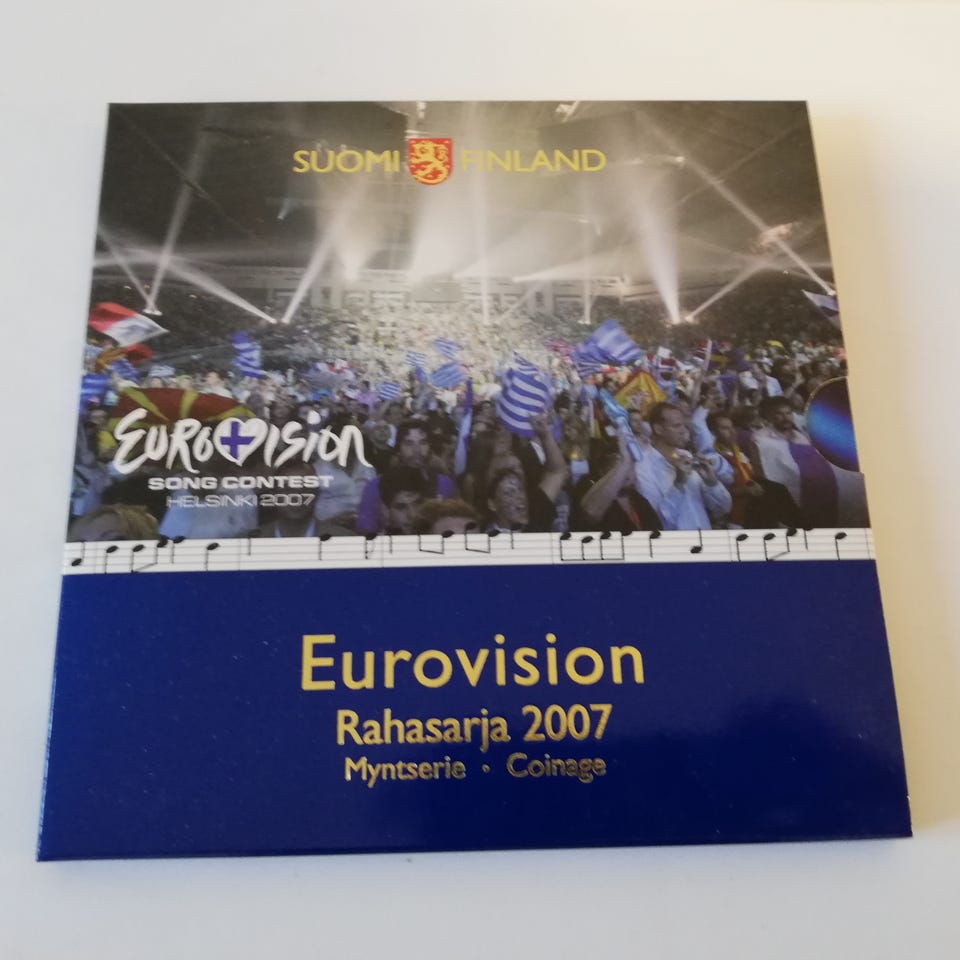 SUOMI FINLAND
EUROVISION
SONG CONTEST
HELSINKI 2007
Eurovision
Rahasarja 2007
Myntserie • Coinage